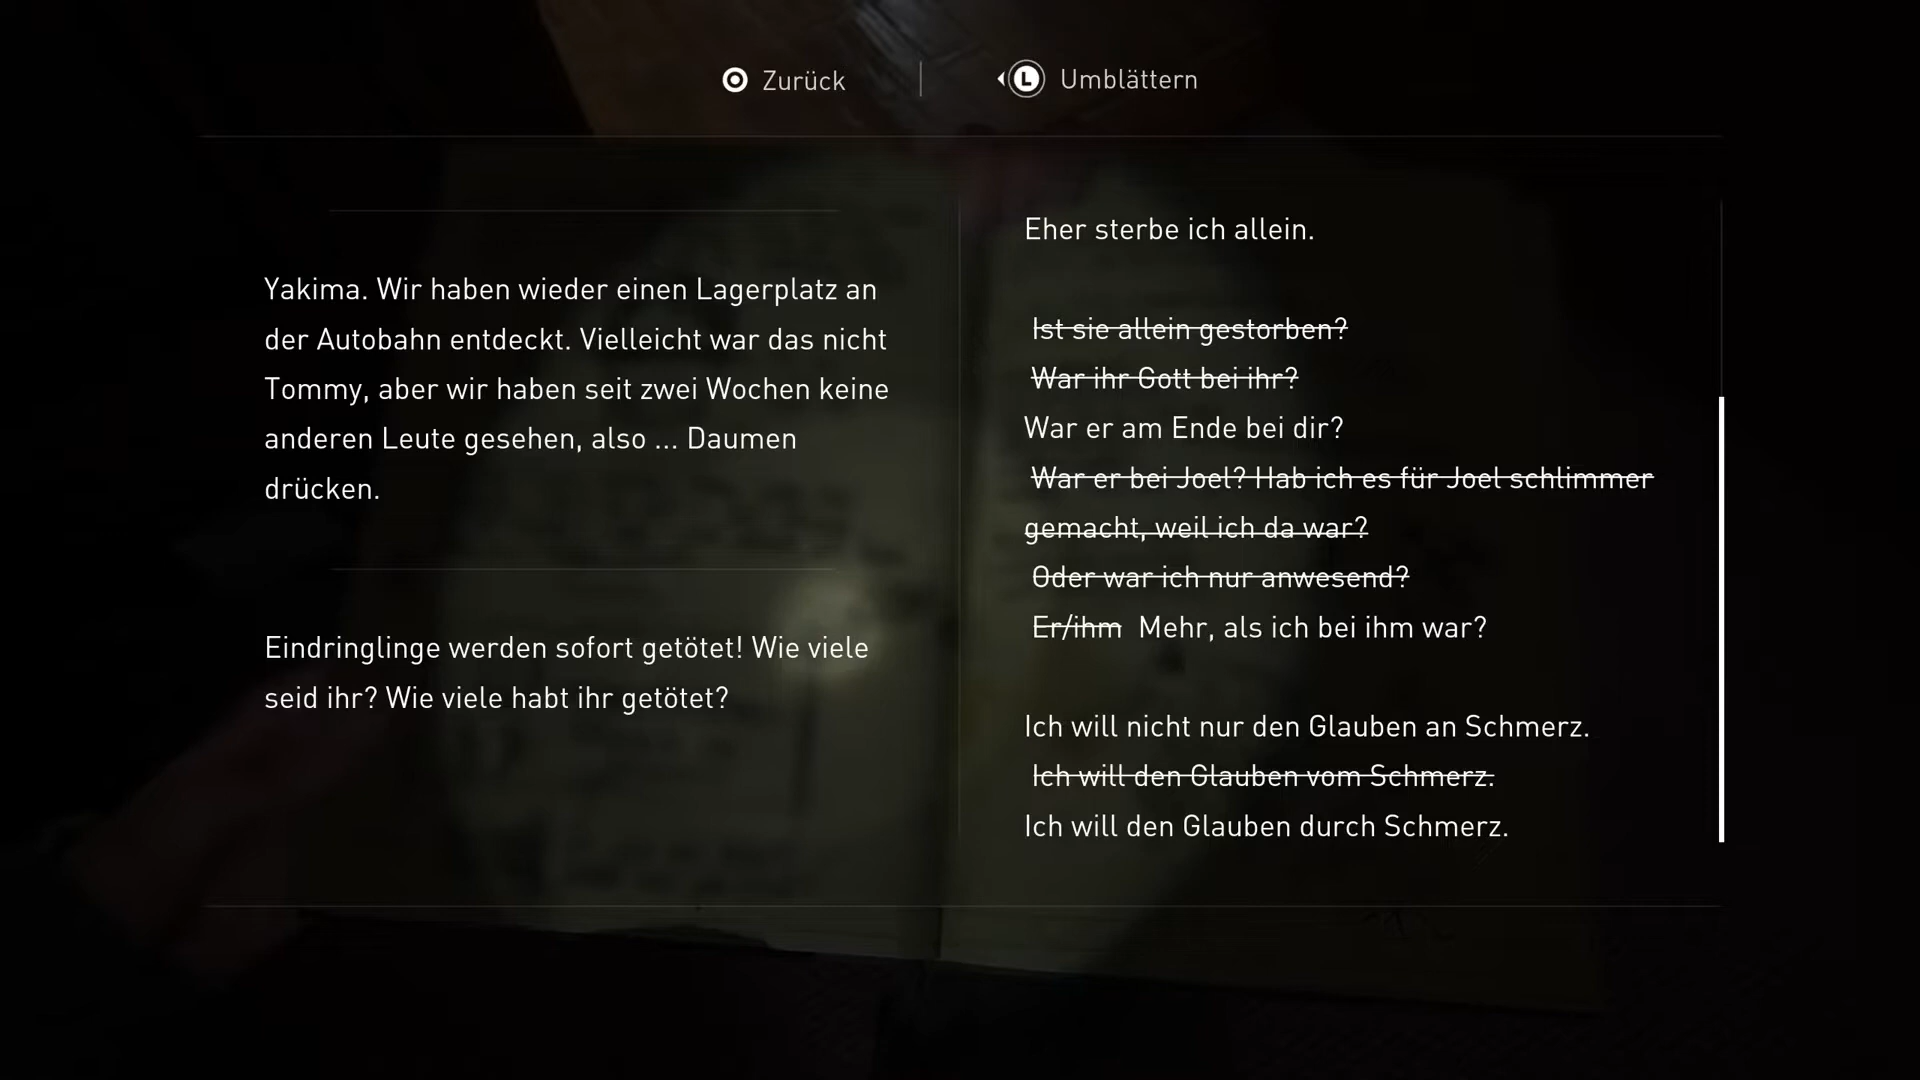 Zurück
L Umblättern
Yakima. Wir haben wieder einen Lagerplatz an
der Autobahn entdeckt. Vielleicht war das nicht
Tommy, aber wir haben seit zwei Wochen keine
anderen Leute gesehen, also ... Daumen
drücken.
Eindringlinge werden sofort getötet! Wie viele
seid ihr? Wie viele habt ihr getötet?
Eher sterbe ich allein.
Ist sie allein gestorben?
War ihr Gott bei ihr?
War er am Ende bei dir?
War er bei Joel? Hab ich es für Joel schlimmer
gemacht, weil ich da war?
Oder war ich nur anwesend?
Er/ihm Mehr, als ich bei ihm war?
Ich will nicht nur den Glauben an Schmerz.
Ich will den Glauben vom Schmerz.
Ich will den Glauben durch Schmerz.